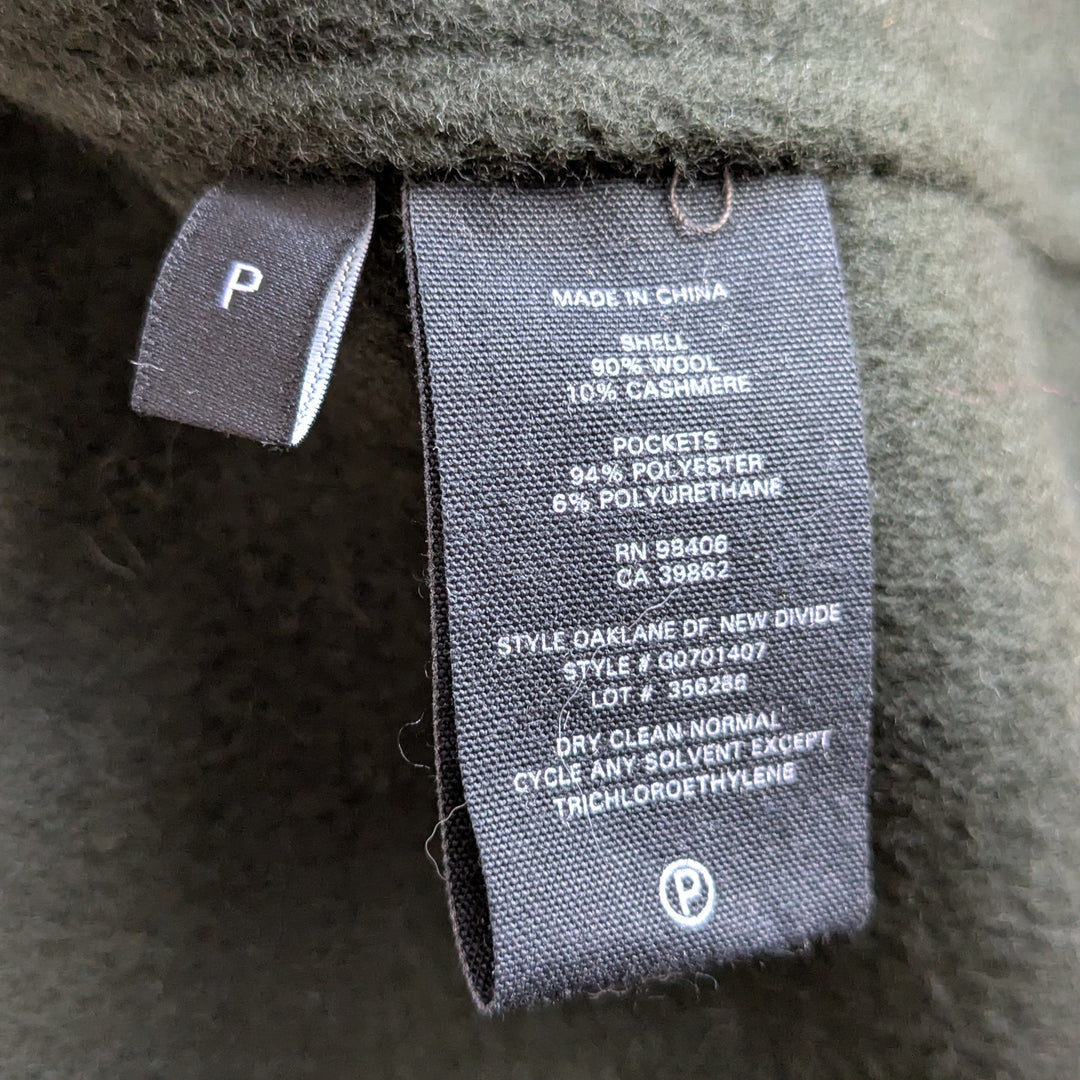 P
MADE IN CHINA
SHELL
90% WOOL
10% CASHMERE
POCKETS
94% POLYESTER
6% POLYURETHANE
RN 98406
CA 39862
STYLE OAKLANE DF NEW DIVIDE
STYLE # G0701407
LOT # 356286
DRY CLEAN NORMAL
CYCLE ANY SOLVENT EXCEPT
TRICHLOROETHYLENE
P